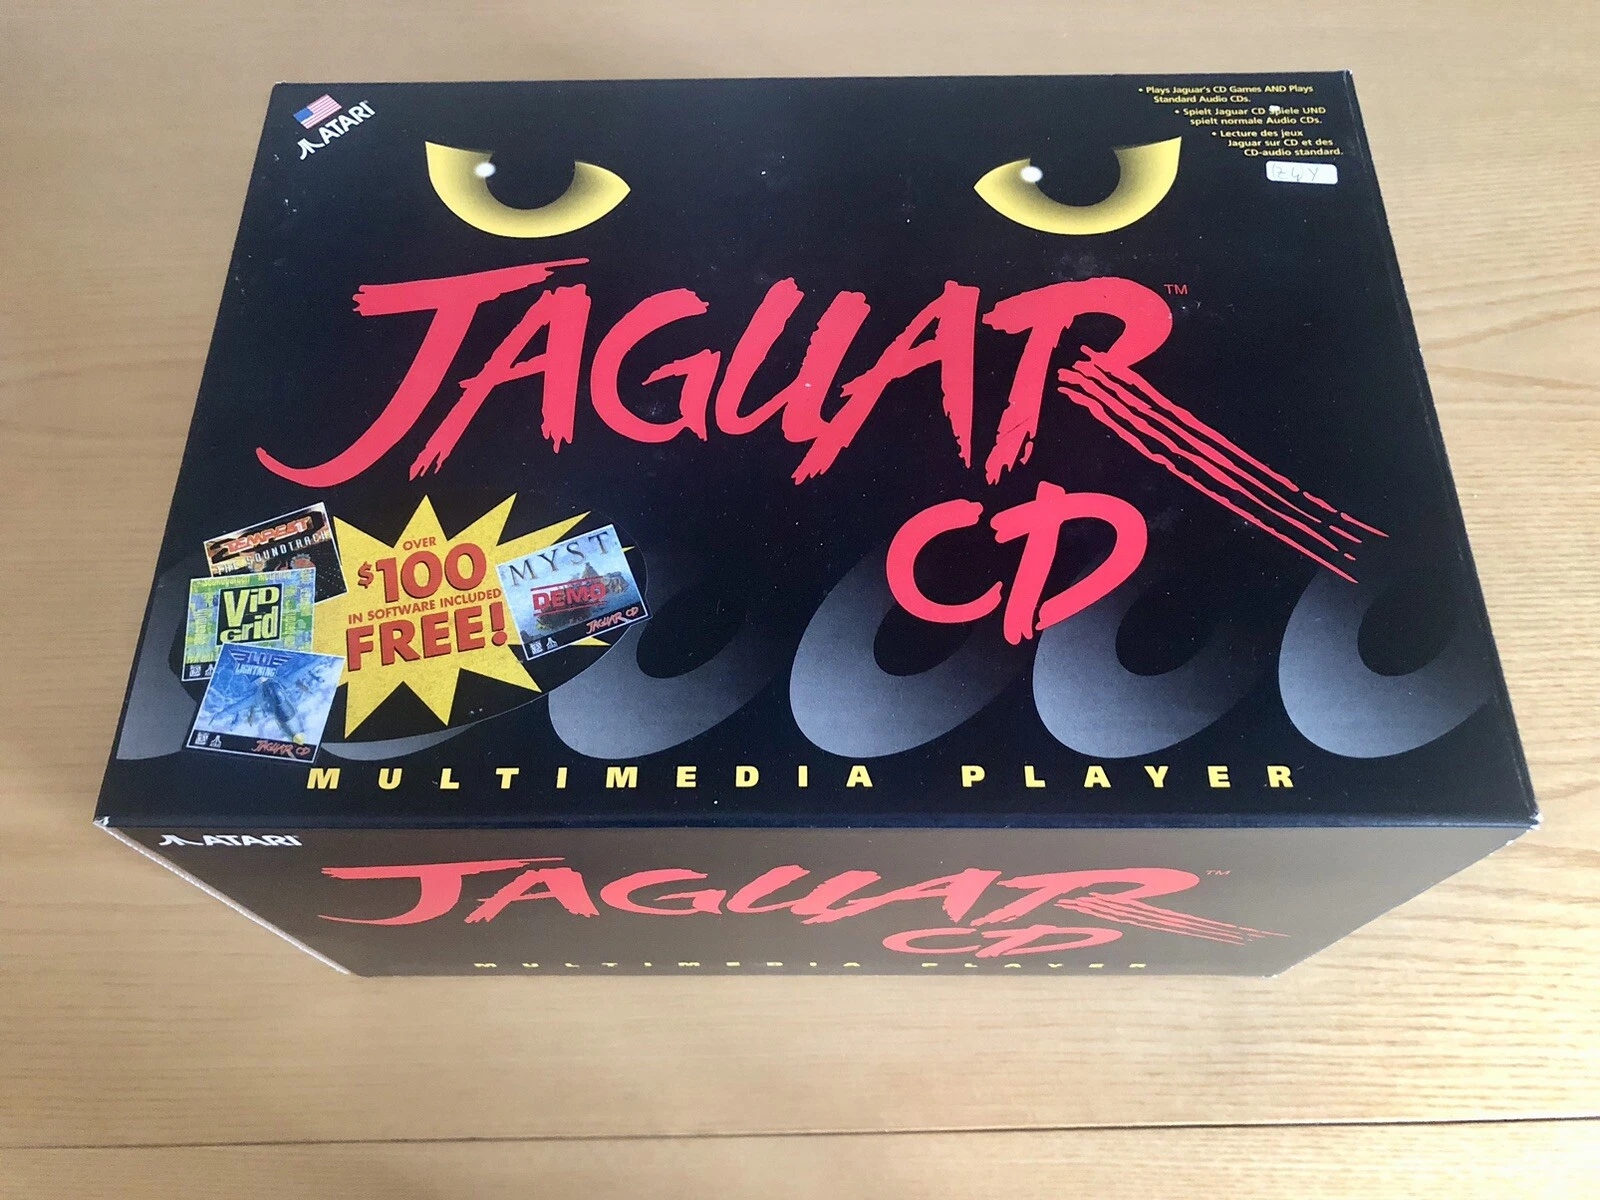 ATARI
• Plays Jaguar's CD Games AND Plays
Standard Audio CDs.
• Spielt Jaguar CD Spiele UND
spielt normale Audio CDs.
• Lecture des jeux
Jaguar sur CD et des
CD-audio standard.
JAGUAR™
CD
TEMPEST
THE SOUNDTRACK
ViD
Grid
LIGHTNING
JAGUAR CD
OVER
$100
IN SOFTWARE INCLUDED
FREE!
MYST
DEMO
JAGUAR CD
MULTIMEDIA PLAYER
ATARI
JAGUAR™
CD
MULTIMEDIA PLAYER